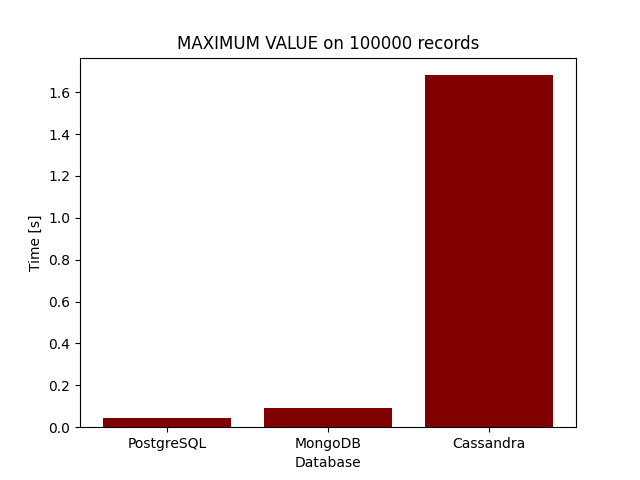 MAXIMUM VALUE on 100000 records
1.6
1.4
1.2
1.0
0.8
0.6
0.4
0.2
0.0
Time [s]
PostgreSQL MongoDB Cassandra
Database